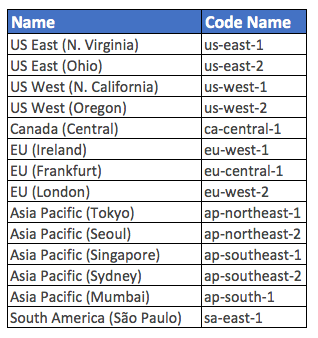 Name Code Name
US East (N. Virginia) us-east-1
US East (Ohio) us-east-2
US West (N. California) us-west-1
US West (Oregon) us-west-2
Canada (Central) ca-central-1
EU (Ireland) eu-west-1
EU (Frankfurt) eu-central-1
EU (London) eu-west-2
Asia Pacific (Tokyo) ap-northeast-1
Asia Pacific (Seoul) ap-northeast-2
Asia Pacific (Singapore) ap-southeast-1
Asia Pacific (Sydney) ap-southeast-2
Asia Pacific (Mumbai) ap-south-1
South America (São Paulo) sa-east-1